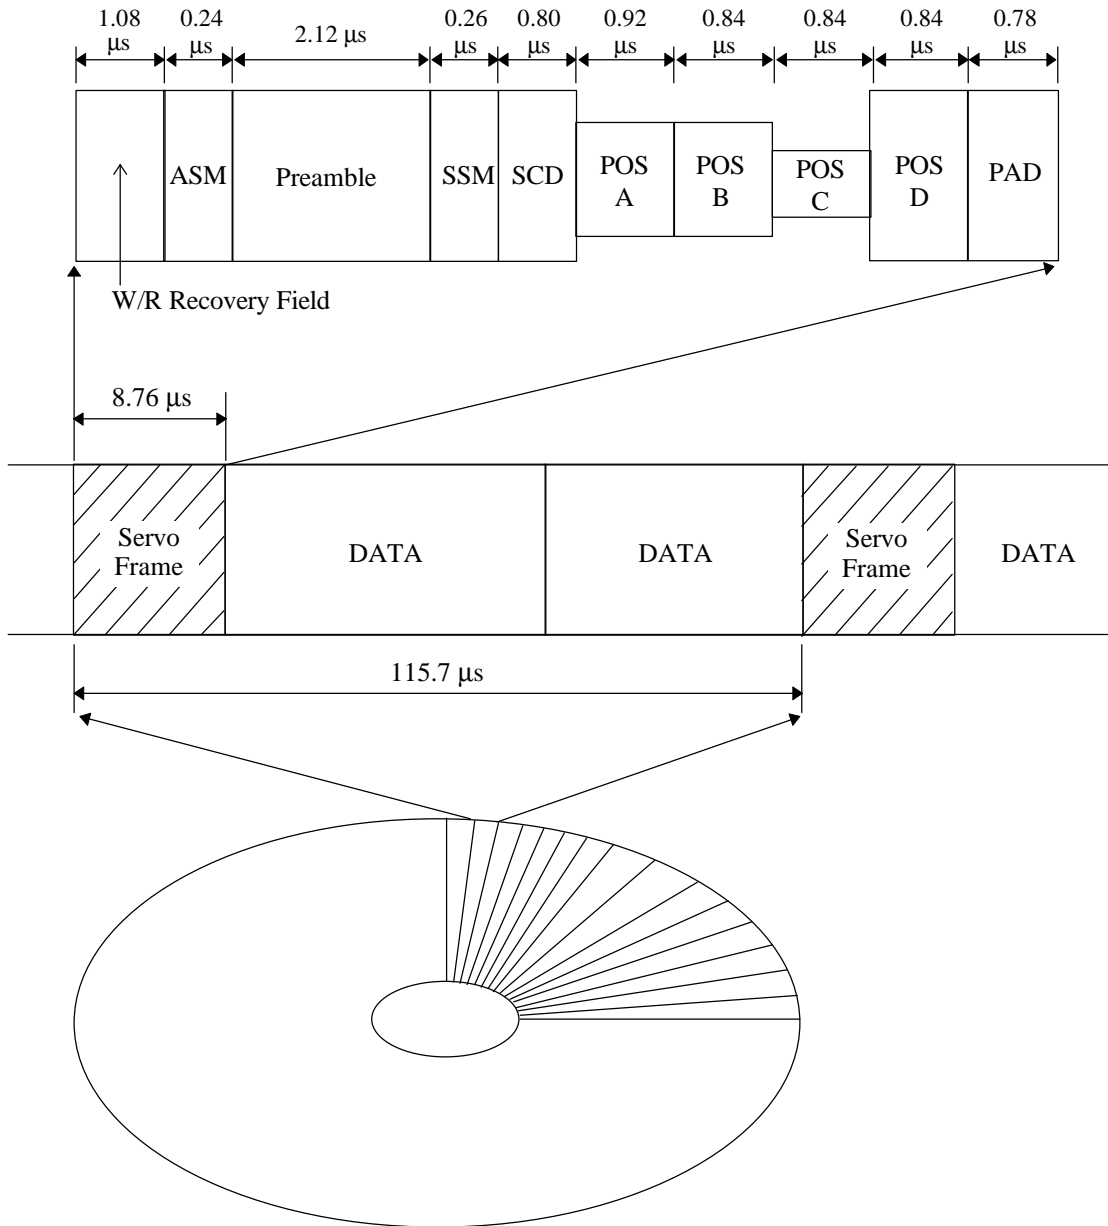 1.08 μs
0.24 μs
2.12 μs
0.26 μs
0.80 μs
0.92 μs
0.84 μs
0.84 μs
0.84 μs
0.78 μs
ASM
Preamble
SSM
SCD
POS A
POS B
POS C
POS D
PAD
W/R Recovery Field
8.76 μs
Servo Frame
DATA
DATA
Servo Frame
DATA
115.7 μs